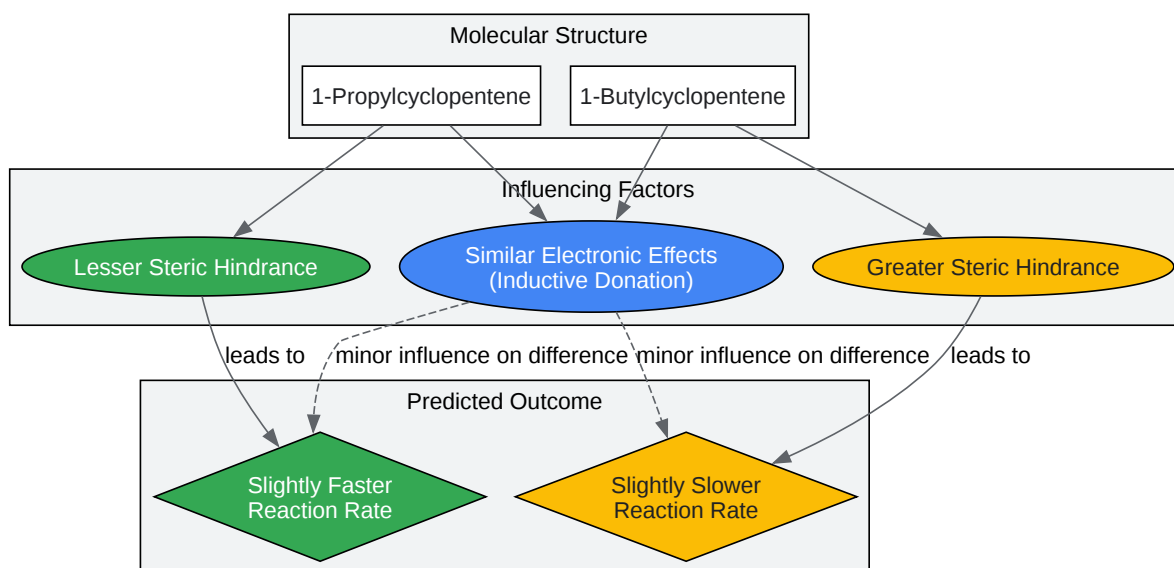 Molecular Structure
1-Propylcyclopentene
1-Butylcyclopentene
Influencing Factors
Lesser Steric Hindrance
Similar Electronic Effects
(Inductive Donation)
Greater Steric Hindrance
leads to
minor influence on difference
minor influence on difference
leads to
Predicted Outcome
Slightly Faster
Reaction Rate
Slightly Slower
Reaction Rate